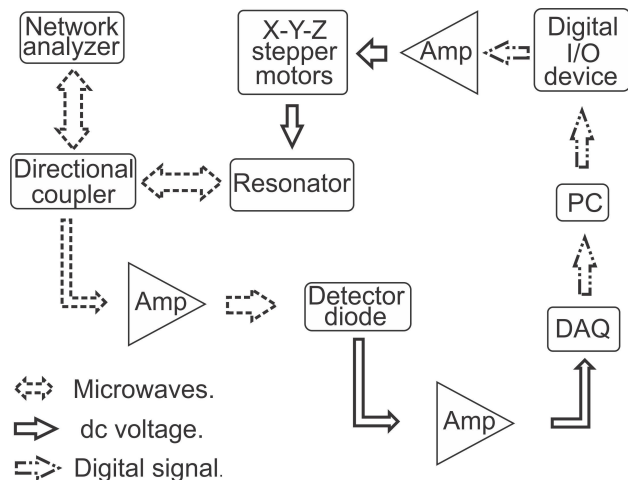 Network
analyzer
X-Y-Z
stepper
motors
Amp
Digital
I/O
device
Directional
coupler
Resonator
PC
Amp
Detector
diode
DAQ
Amp
Microwaves.
dc voltage.
Digital signal.